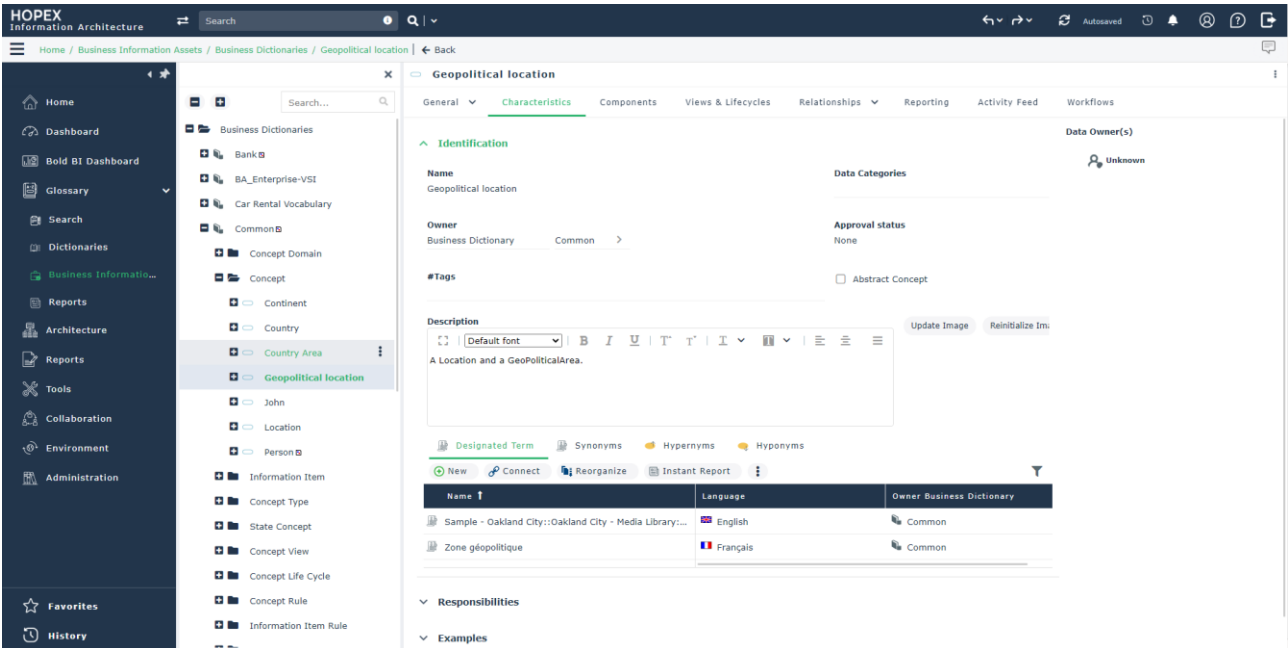 HOPEX
Information Architecture
Search
Autosaved
Home / Business Information Assets / Business Dictionaries / Geopolitical location | ← Back
Home
Dashboard
Bold BI Dashboard
Glossary
Search
Dictionaries
Business Informatio...
Reports
Architecture
Reports
Tools
Collaboration
Environment
Administration
Favorites
History
Search...
Business Dictionaries
Bank
BA_Enterprise-VSI
Car Rental Vocabulary
Common
Concept Domain
Concept
Continent
Country
Country Area
Geopolitical location
John
Location
Person
Information Item
Concept Type
State Concept
Concept View
Concept Life Cycle
Concept Rule
Information Item Rule
Geopolitical location
General Characteristics Components Views & Lifecycles Relationships Reporting Activity Feed Workflows
Identification
Name
Geopolitical location
Data Categories
Owner
Business Dictionary Common >
Approval status
None
#Tags
Abstract Concept
Description
Update Image Reinitialize Ima
Default font B I U
A Location and a GeoPoliticalArea.
Designated Term Synonyms Hypernyms Hyponyms
New Connect Reorganize Instant Report
Name ↑ Language Owner Business Dictionary
Sample - Oakland City::Oakland City - Media Library:... English Common
Zone géopolitique Français Common
Responsibilities
Examples
Data Owner(s)
Unknown